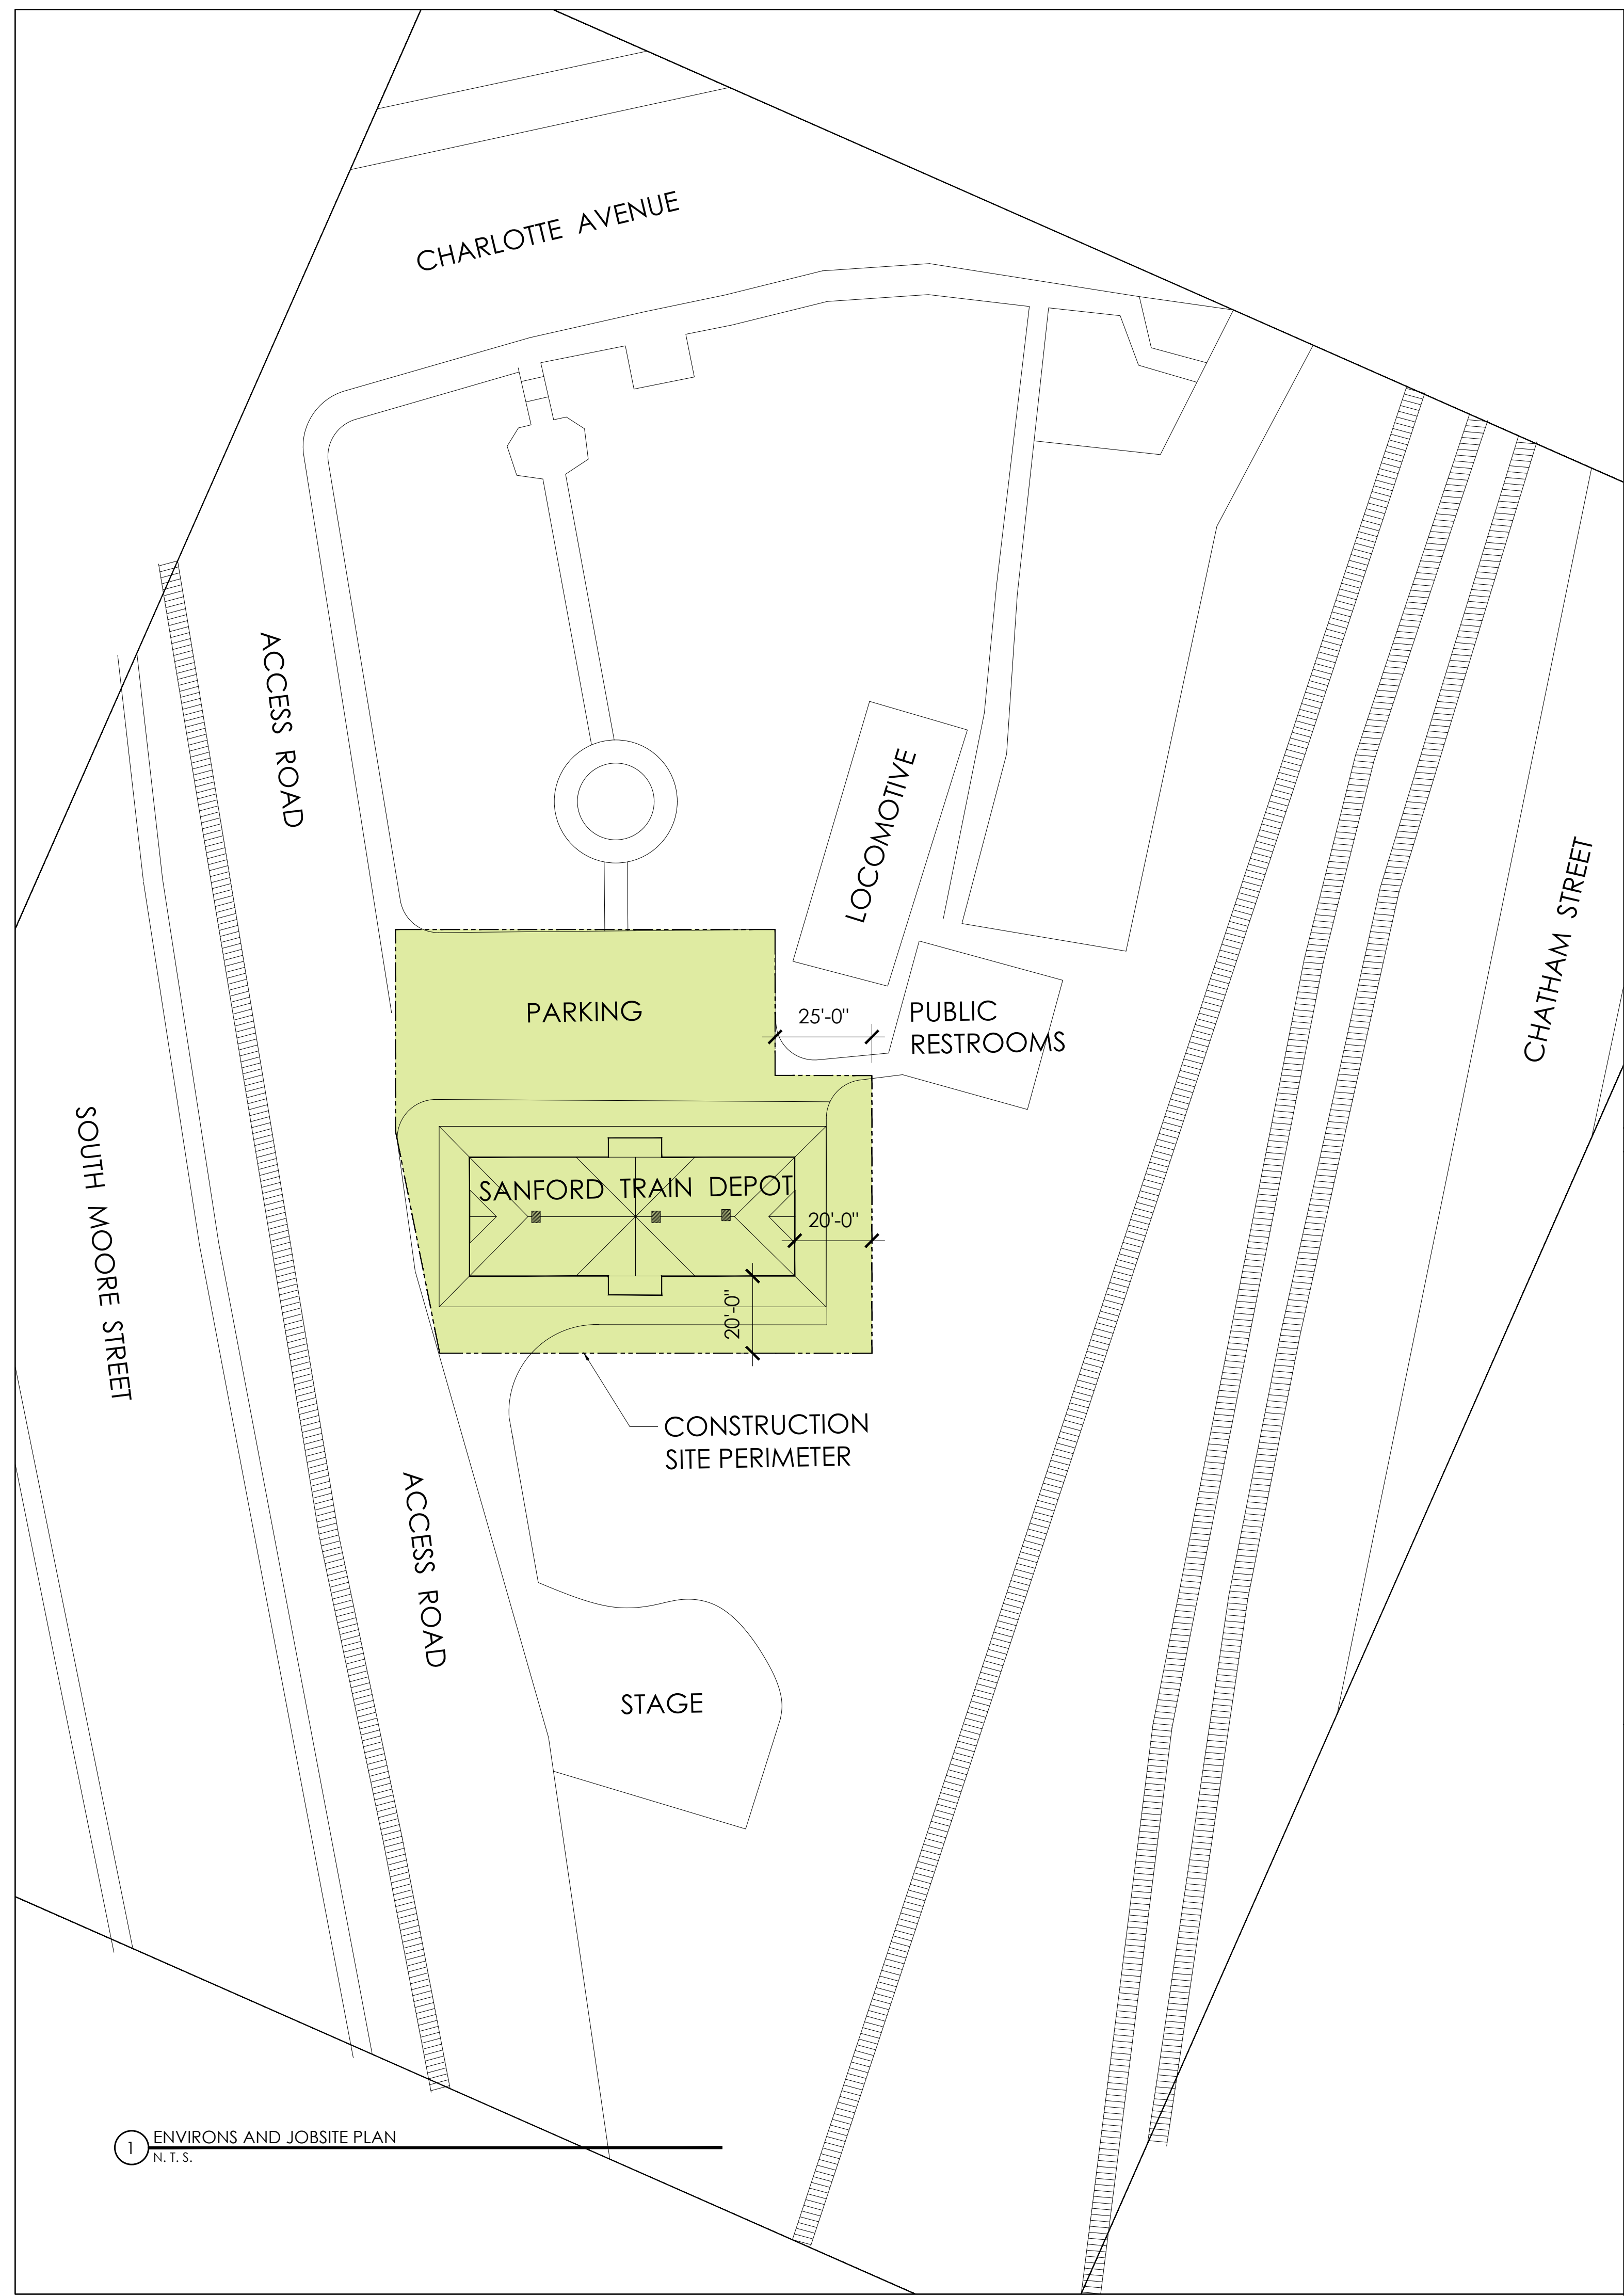 CHARLOTTE AVENUE
ACCESS ROAD
LOCOMOTIVE
CHATHAM STREET
PARKING
25'-0"
PUBLIC
RESTROOMS
SOUTH MOORE STREET
SANFORD TRAIN DEPOT
20'-0"
20'-0"
CONSTRUCTION
SITE PERIMETER
ACCESS ROAD
STAGE
1
ENVIRONS AND JOBSITE PLAN
N. T. S.